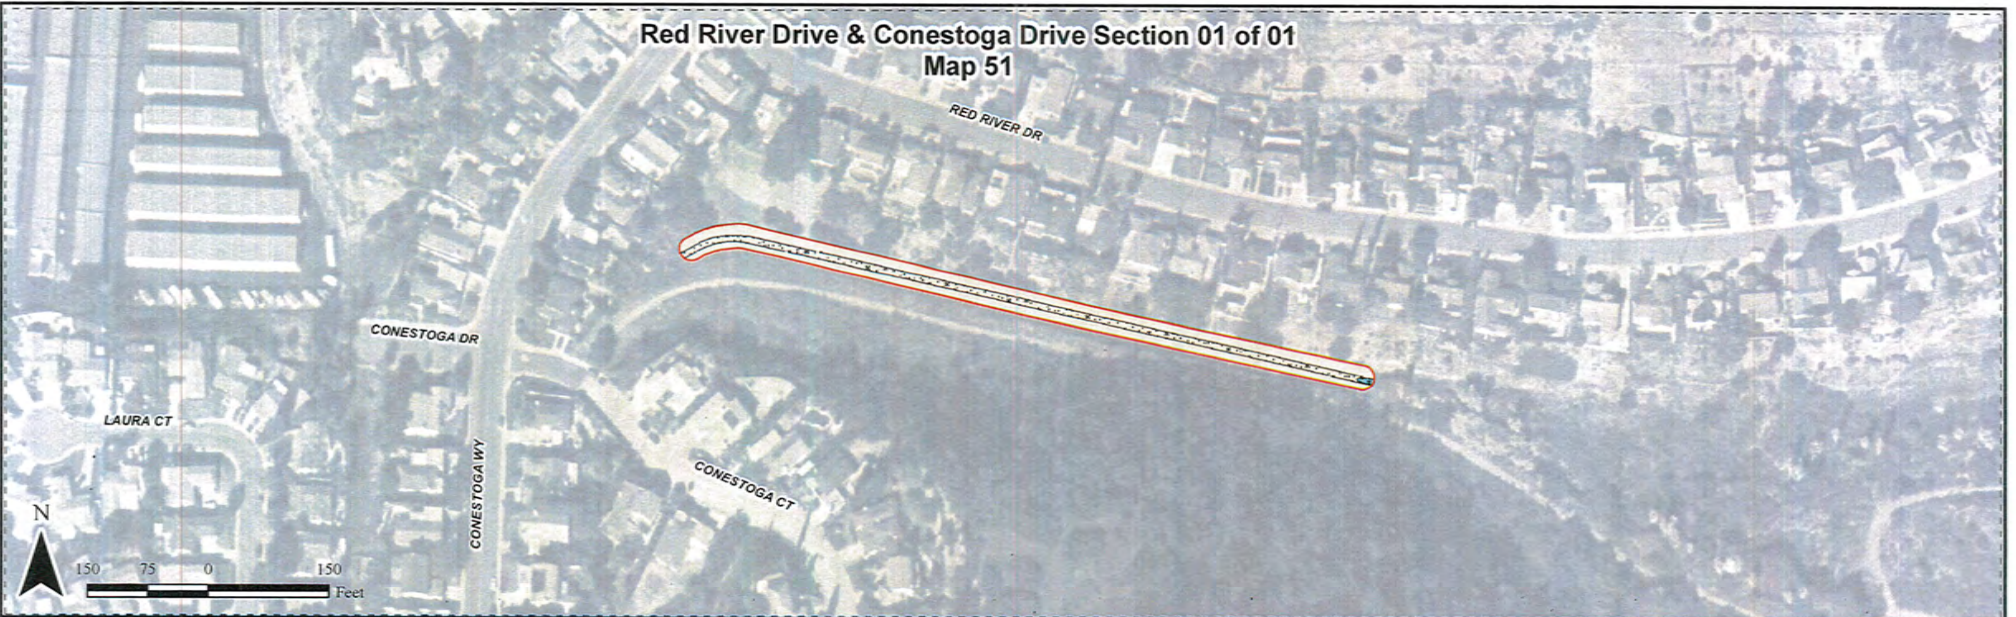 Red River Drive & Conestoga Drive Section 01 of 01
Map 51
RED RIVER DR
CONESTOGA DR
LAURA CT
CONESTOGA WY
CONESTOGA CT
N
150 75 0 150
Feet